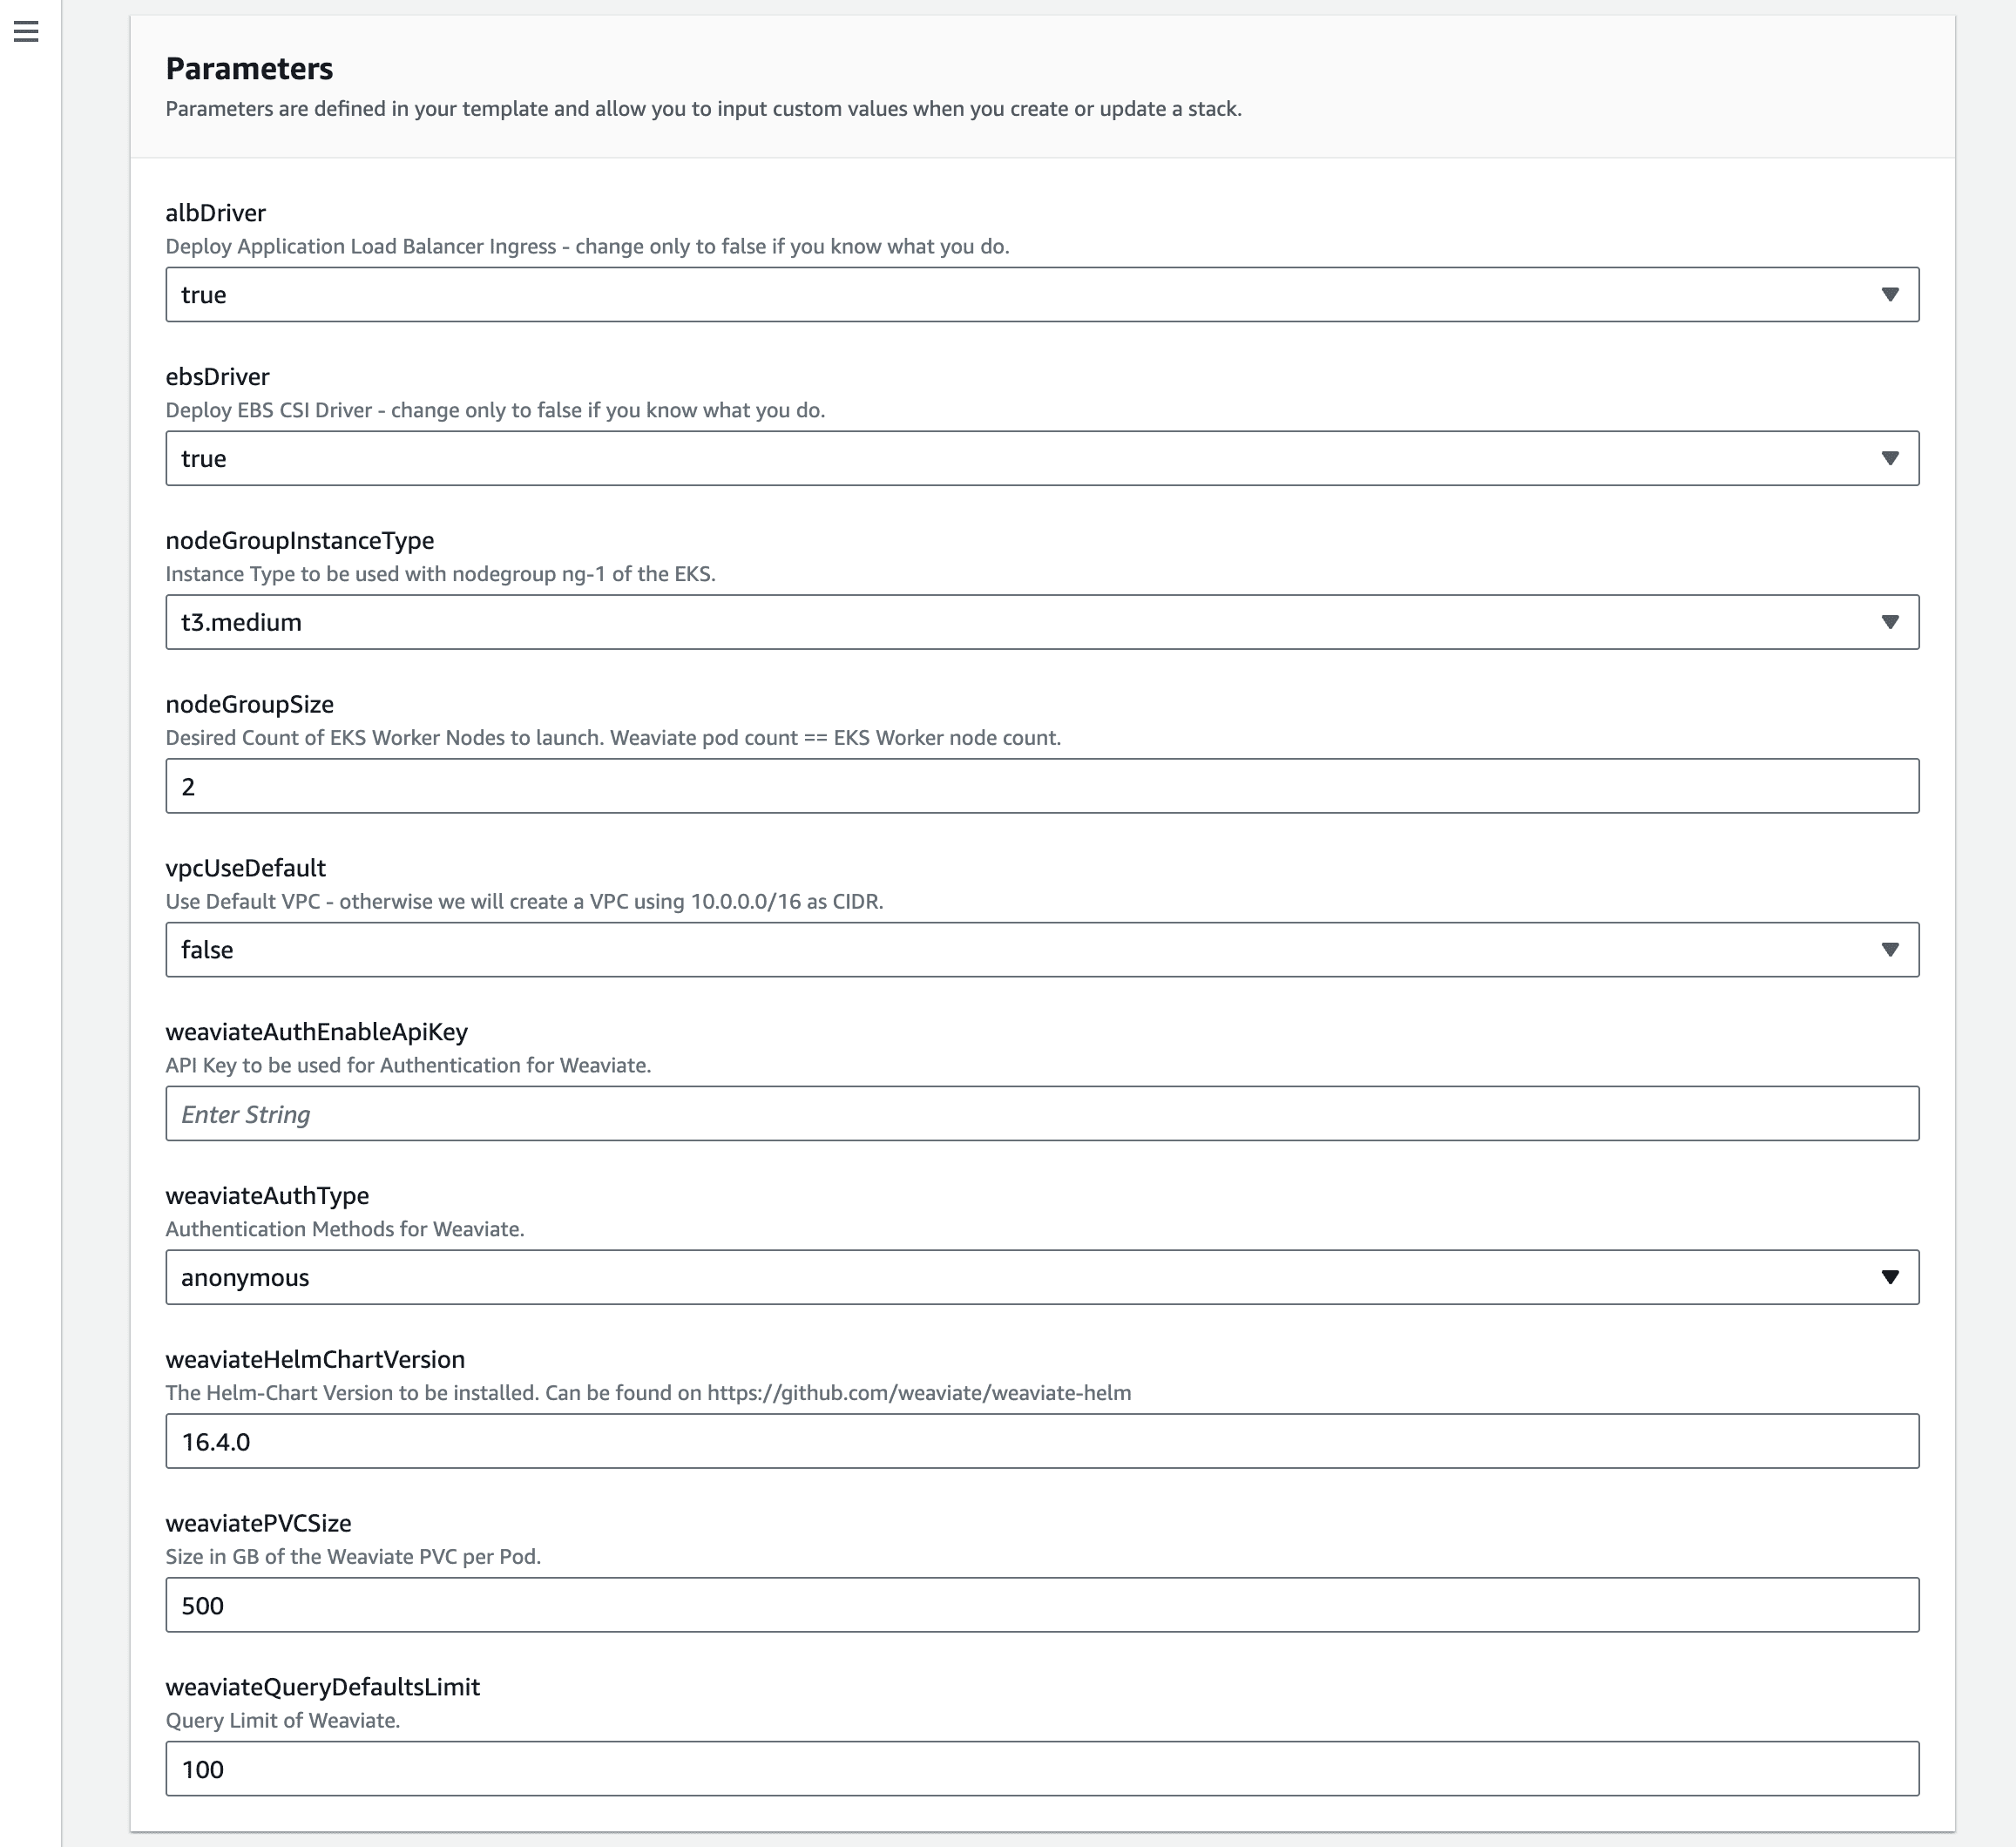 Parameters
Parameters are defined in your template and allow you to input custom values when you create or update a stack.
albDriver
Deploy Application Load Balancer Ingress - change only to false if you know what you do.
true
ebsDriver
Deploy EBS CSI Driver - change only to false if you know what you do.
true
nodeGroupInstanceType
Instance Type to be used with nodegroup ng-1 of the EKS.
t3.medium
nodeGroupSize
Desired Count of EKS Worker Nodes to launch. Weaviate pod count == EKS Worker node count.
2
vpcUseDefault
Use Default VPC - otherwise we will create a VPC using 10.0.0.0/16 as CIDR.
false
weaviateAuthEnableApiKey
API Key to be used for Authentication for Weaviate.
Enter String
weaviateAuthType
Authentication Methods for Weaviate.
anonymous
weaviateHelmChartVersion
The Helm-Chart Version to be installed. Can be found on https://github.com/weaviate/weaviate-helm
16.4.0
weaviatePVCSize
Size in GB of the Weaviate PVC per Pod.
500
weaviateQueryDefaultsLimit
Query Limit of Weaviate.
100